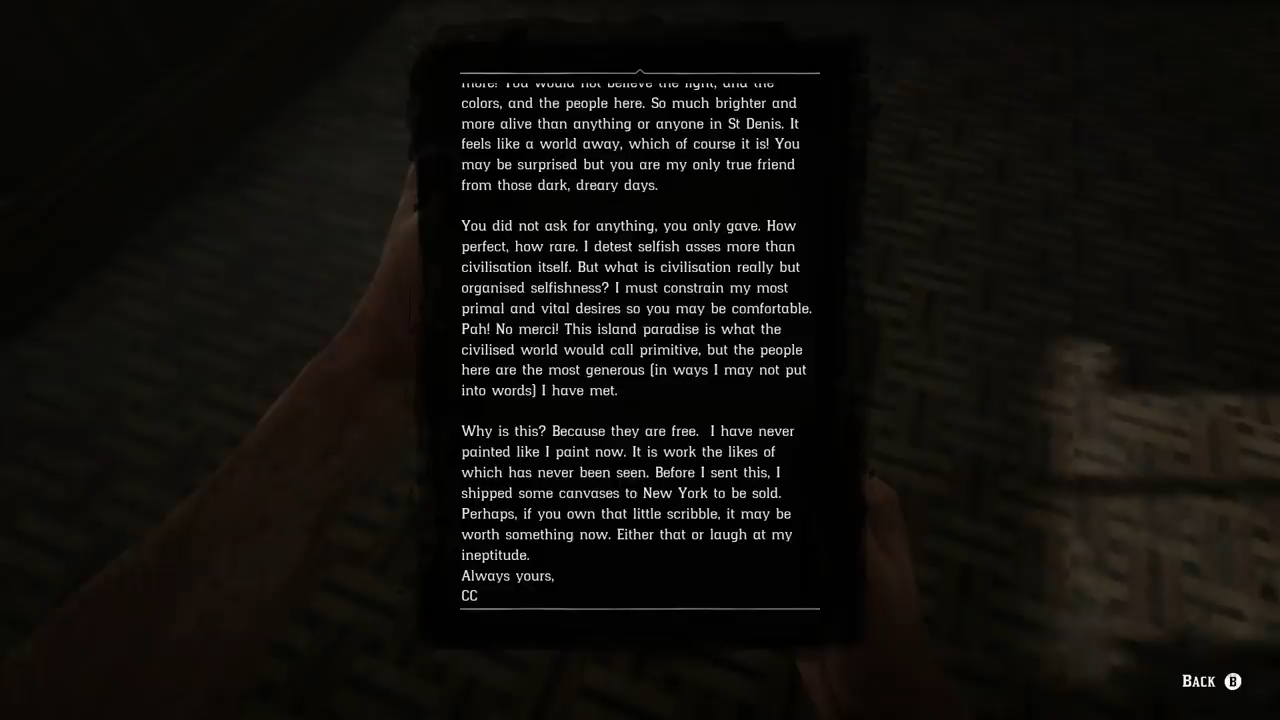 more! You would not believe the light, and the
colors, and the people here. So much brighter and
more alive than anything or anyone in St Denis. It
feels like a world away, which of course it is! You
may be surprised but you are my only true friend
from those dark, dreary days.
You did not ask for anything, you only gave. How
perfect, how rare. I detest selfish asses more than
civilisation itself. But what is civilisation really but
organised selfishness? I must constrain my most
primal and vital desires so you may be comfortable.
Pah! No merci! This island paradise is what the
civilised world would call primitive, but the people
here are the most generous (in ways I may not put
into words) I have met.
Why is this? Because they are free.  I have never
painted like I paint now. It is work the likes of
which has never been seen. Before I sent this, I
shipped some canvases to New York to be sold.
Perhaps, if you own that little scribble, it may be
worth something now. Either that or laugh at my
ineptitude.
Always yours,
CC
BACK B